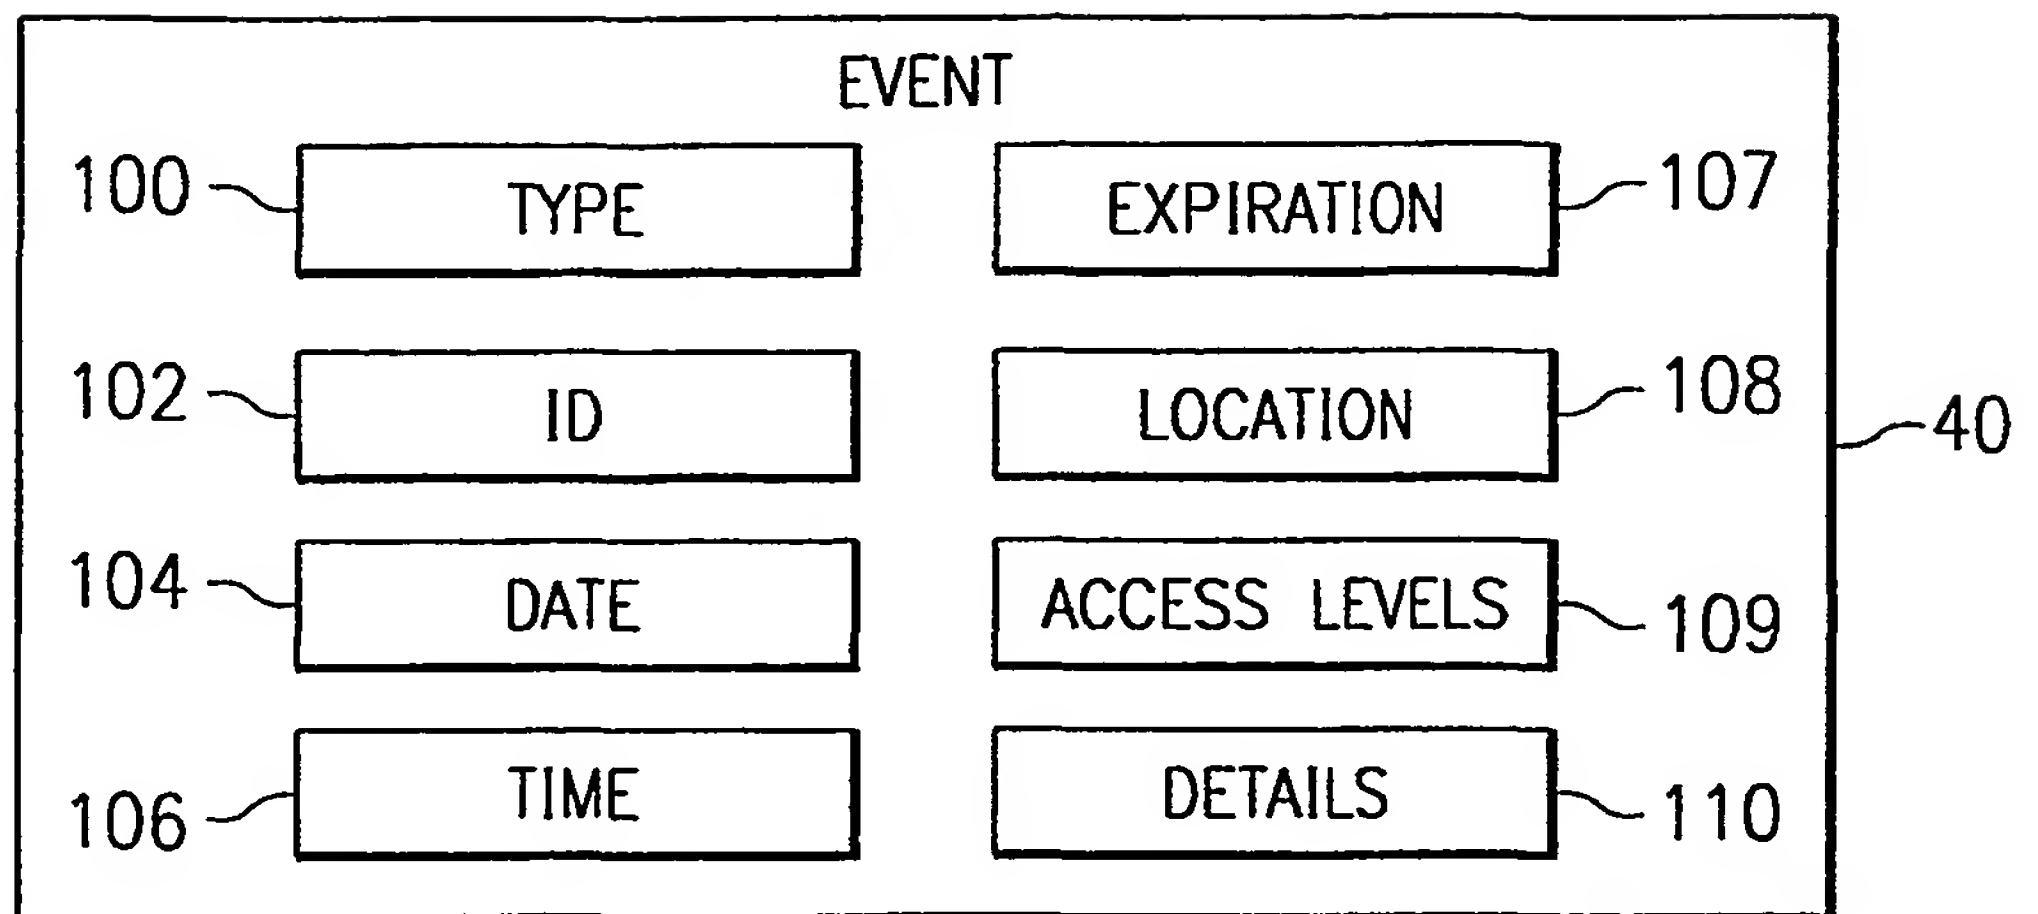 EVENT
100 TYPE EXPIRATION 107
102 ID LOCATION 108
40
104 DATE ACCESS LEVELS 109
106 TIME DETAILS 110